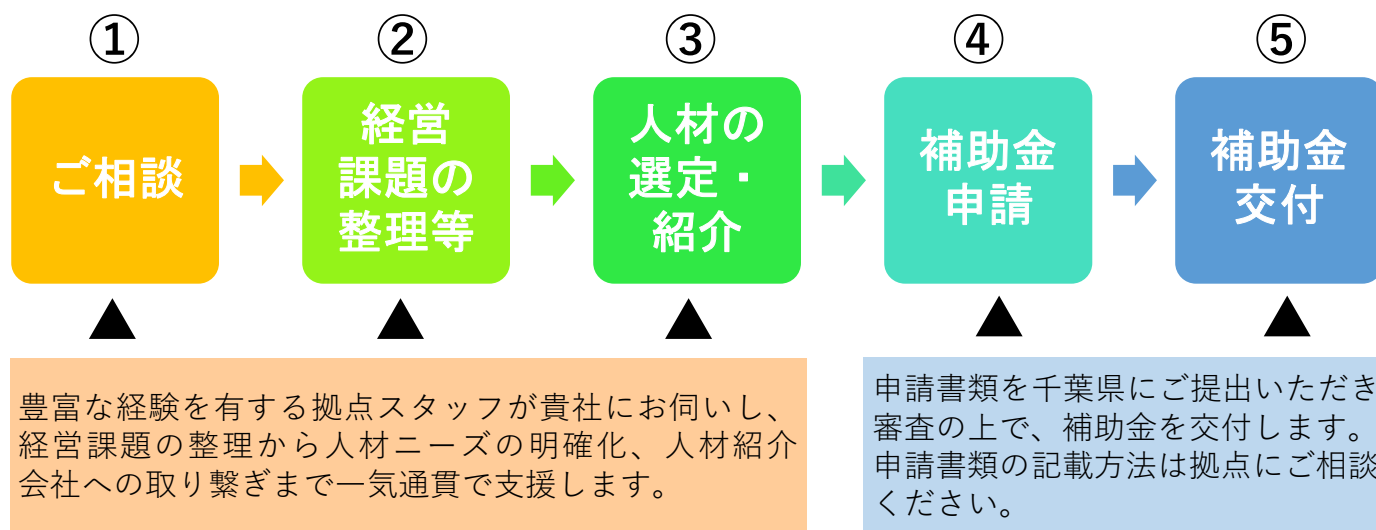 ①
②
③
④
⑤
ご相談
経営
課題の
整理等
人材の
選定・
紹介
補助金
申請
補助金
交付
豊富な経験を有する拠点スタッフが貴社にお伺いし、
経営課題の整理から人材ニーズの明確化、人材紹介
会社への取り繋ぎまで一気通貫で支援します。
申請書類を千葉県にご提出いただき
審査の上で、補助金を交付します。
申請書類の記載方法は拠点にご相談
ください。